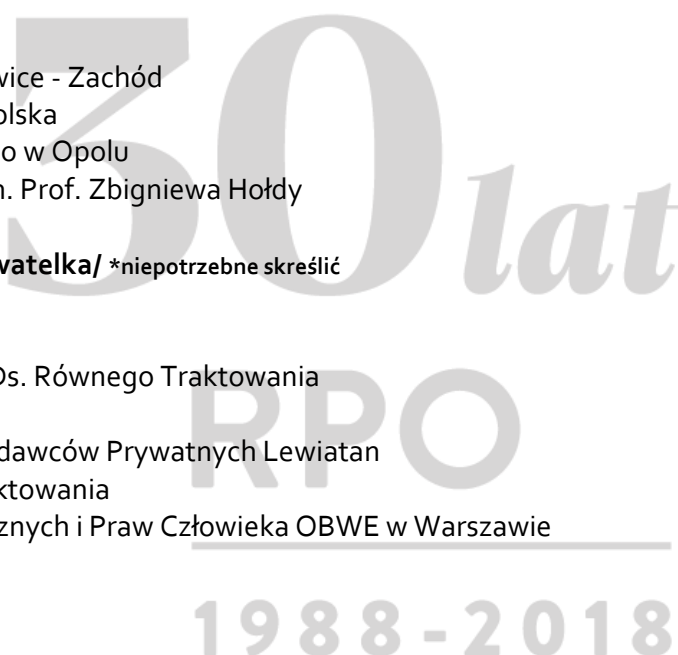 wice - Zachód
olska
o w Opolu
n. Prof. Zbigniewa Hołdy
watelka/ *niepotrzebne skreślić
Ds. Równego Traktowania
dawców Prywatnych Lewiatan
ktowania
znych i Praw Człowieka OBWE w Warszawie
30 lat
RPO
1988-2018